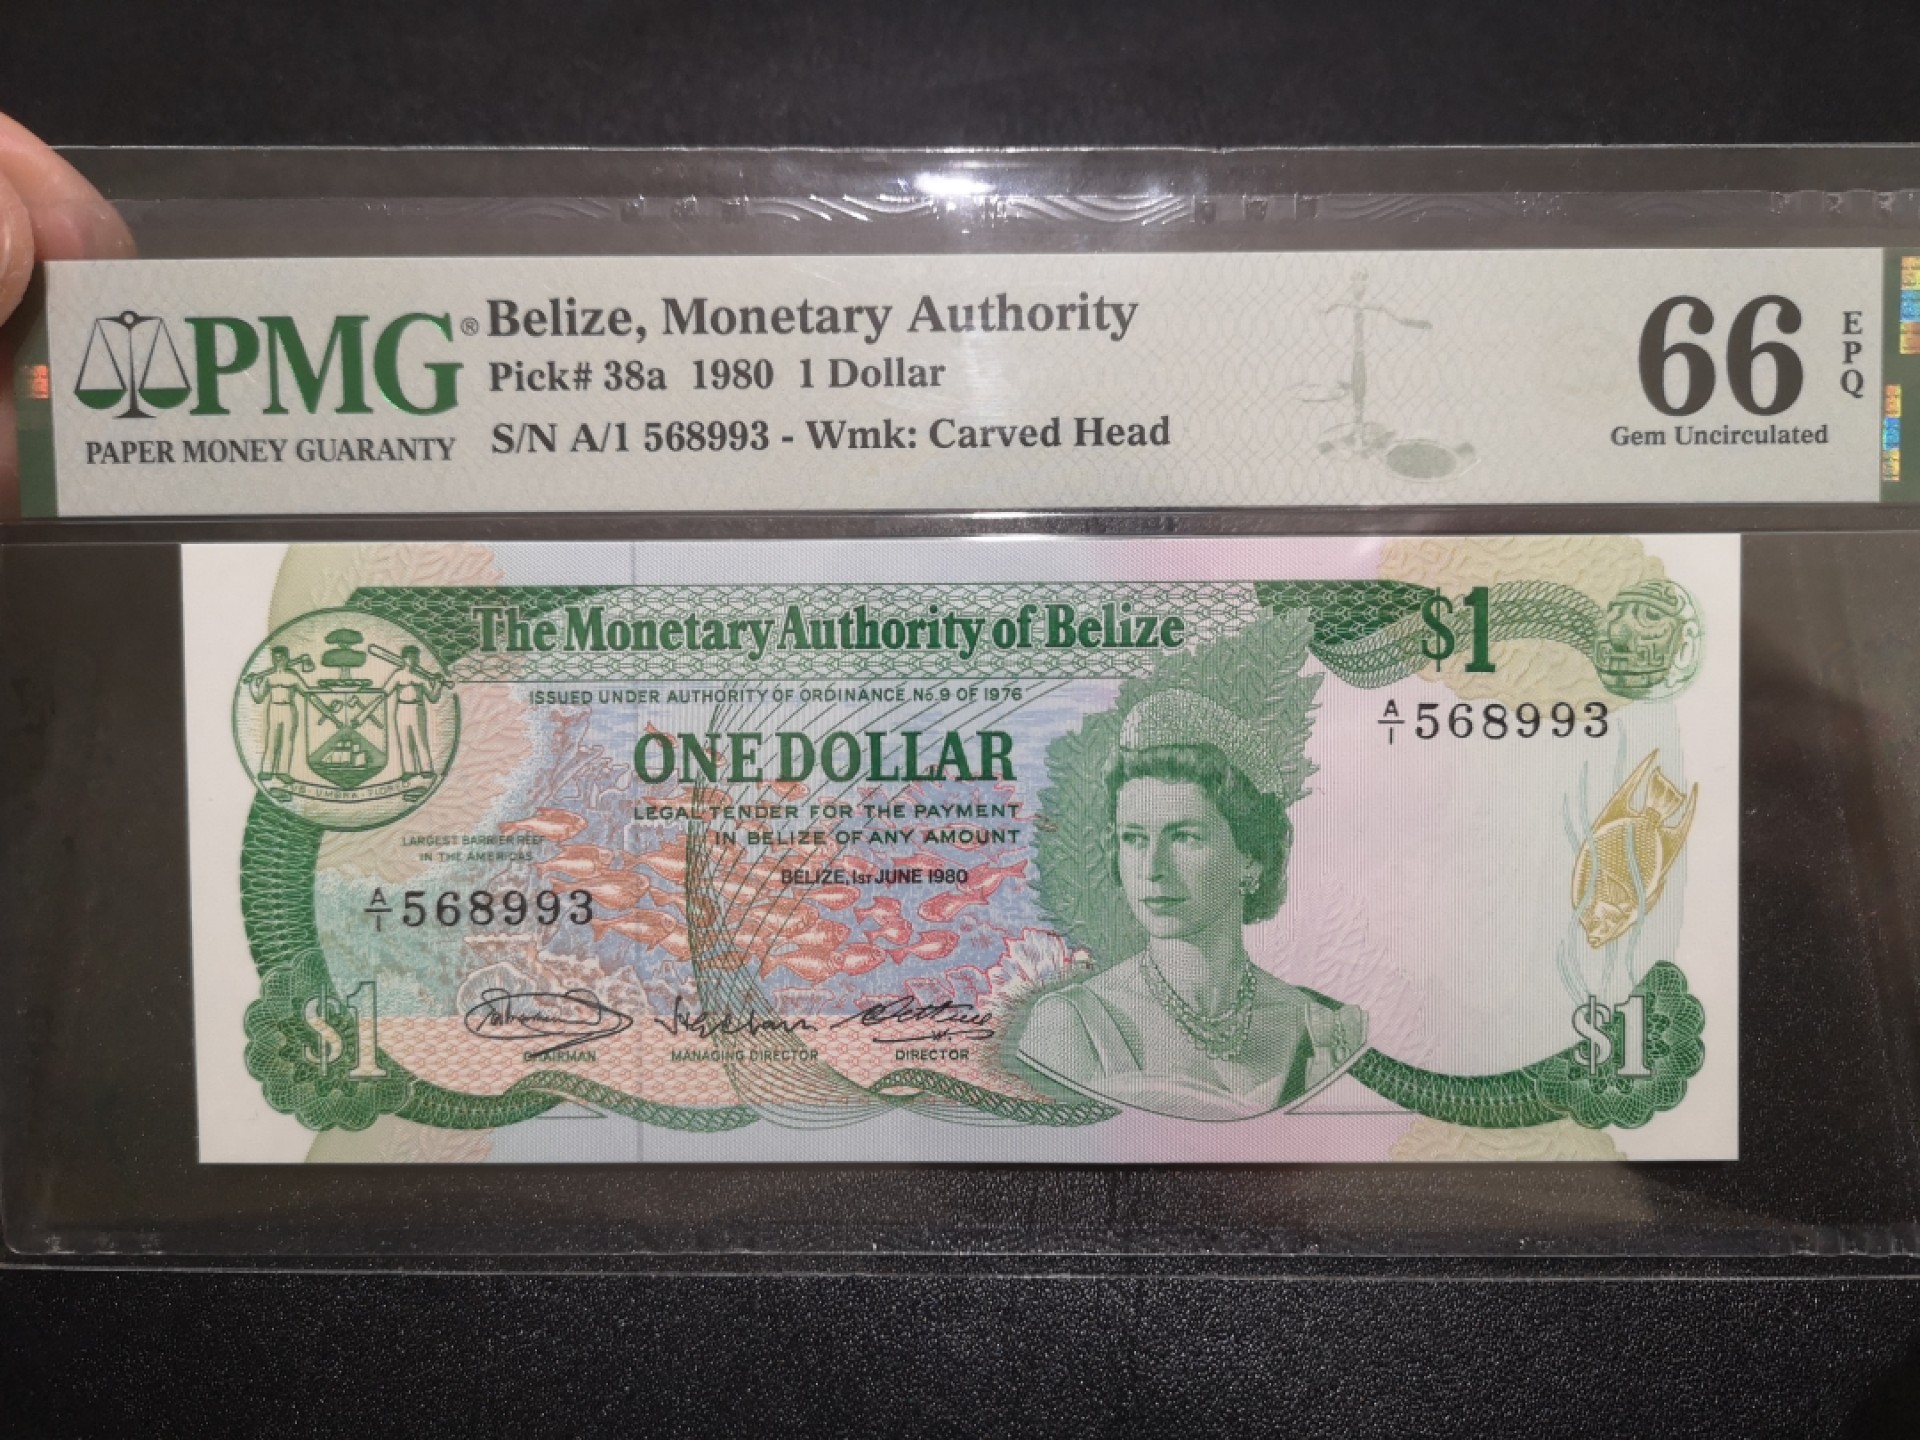 PMG®
PAPER MONEY GUARANTY
Belize, Monetary Authority
Pick# 38a 1980 1 Dollar
S/N A/1 568993 - Wmk: Carved Head
66
EPQ
Gem Uncirculated
The Monetary Authority of Belize
$1
ISSUED UNDER AUTHORITY OF ORDINANCE No.9 OF 1976
A/1 568993
ONE DOLLAR
LEGAL TENDER FOR THE PAYMENT
IN BELIZE OF ANY AMOUNT
UMBRA FLOREO
LARGEST BARRIER REEF
IN THE AMERICAS
BELIZE, 1ST JUNE 1980
A/1 568993
$1
CHAIRMAN
MANAGING DIRECTOR
DIRECTOR
$1